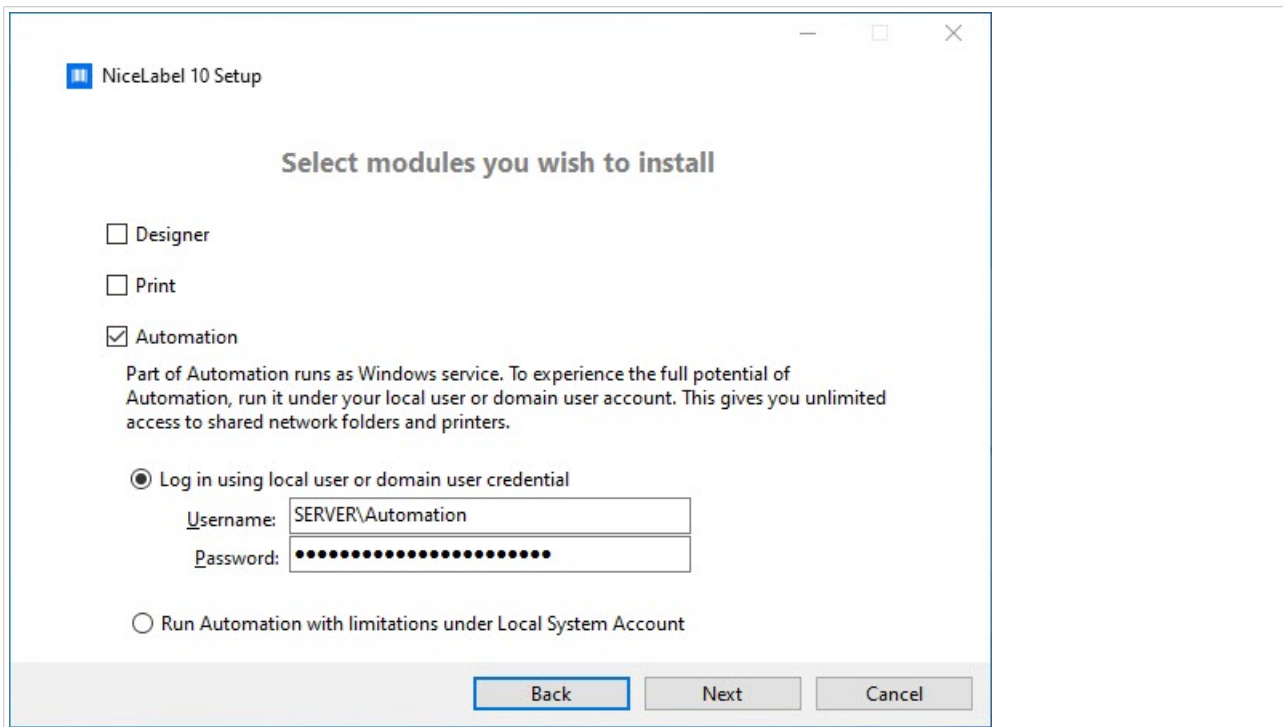 NiceLabel 10 Setup
Select modules you wish to install
Designer
Print
Automation
Part of Automation runs as Windows service. To experience the full potential of
Automation, run it under your local user or domain user account. This gives you unlimited
access to shared network folders and printers.
Log in using local user or domain user credential
Username: SERVER\Automation
Password: ●●●●●●●●●●●●●●●●●●●●●●●
Run Automation with limitations under Local System Account
Back Next Cancel